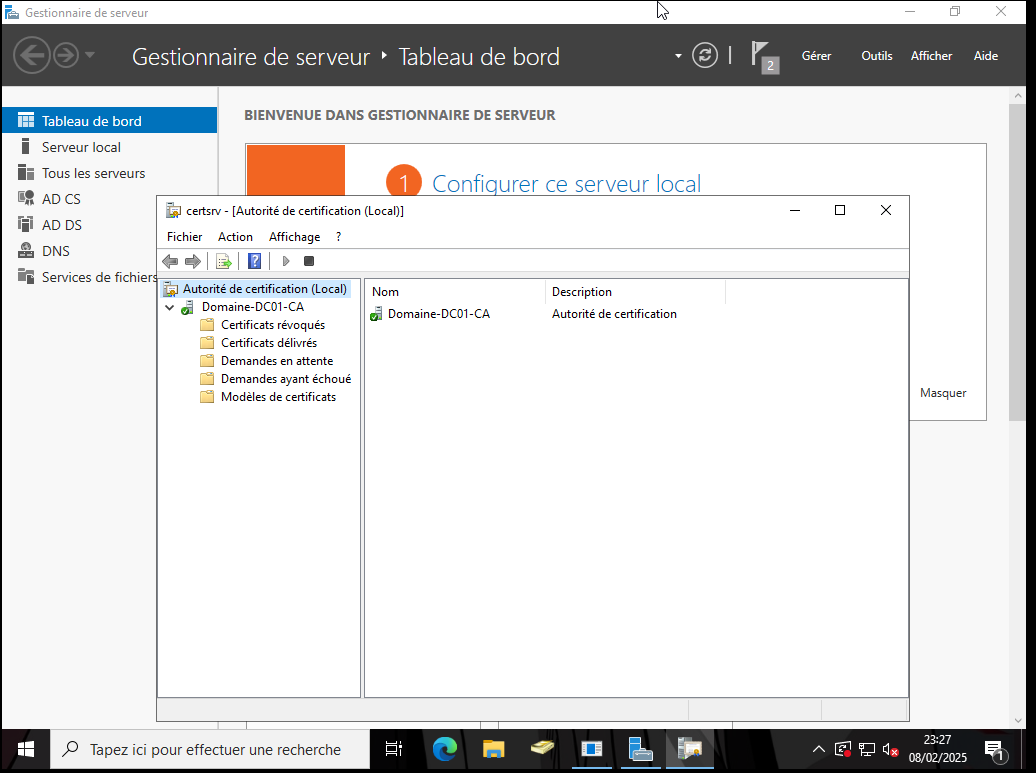 Gestionnaire de serveur
Gestionnaire de serveur ‣ Tableau de bord
2
Gérer Outils Afficher Aide
Tableau de bord
Serveur local
Tous les serveurs
AD CS
AD DS
DNS
Services de fichiers
BIENVENUE DANS GESTIONNAIRE DE SERVEUR
1 Configurer ce serveur local
Masquer
certsrv - [Autorité de certification (Local)]
Fichier Action Affichage ?
Autorité de certification (Local)
Domaine-DC01-CA
Certificats révoqués
Certificats délivrés
Demandes en attente
Demandes ayant échoué
Modèles de certificats
Nom Description
Domaine-DC01-CA Autorité de certification
Tapez ici pour effectuer une recherche
23:27
08/02/2025
1